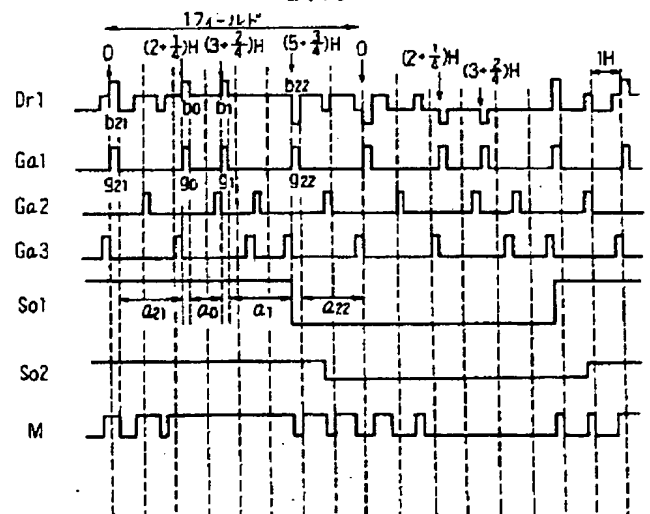 1フィールド
0 (2+1/4)H (3+2/4)H (5+3/4)H 0 (2+1/4)H (3+2/4)H 1H
Dr1 b21 b0 b1 b22
Ga1 g21 g0 g1 g22
Ga2
Ga3
So1 a21 a0 a1 a22
So2
M